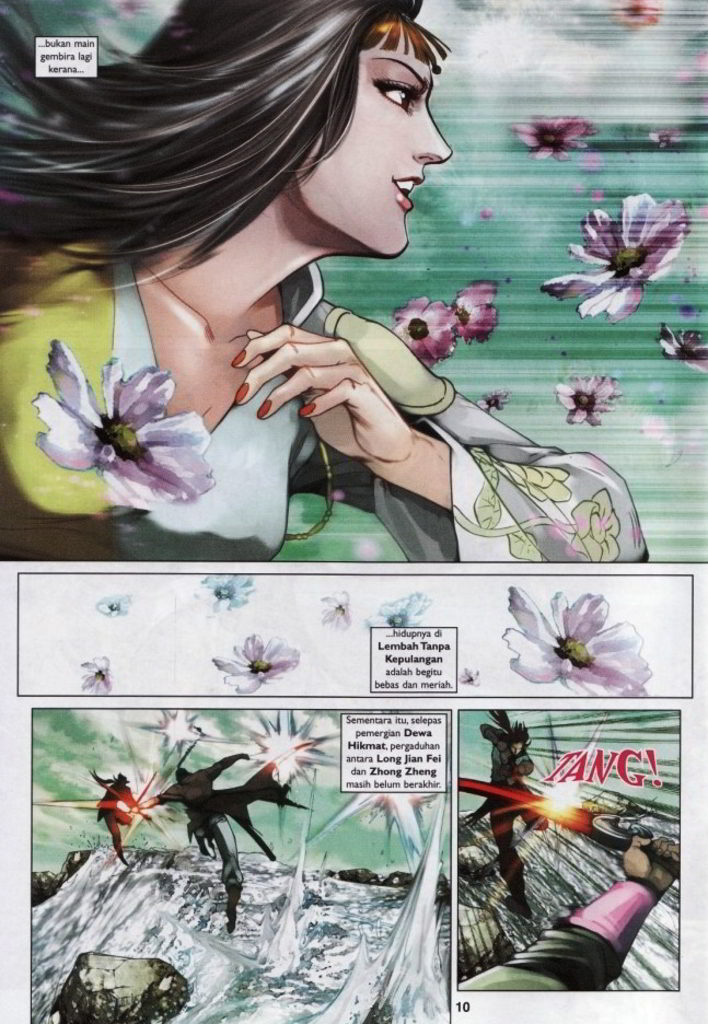 ...bukan main
gembira lagi
kerana...
...hidupnya di
Lembah Tanpa
Kepulangan
adalah begitu
bebas dan meriah.
Sementara itu, selepas
pemergian Dewa
Hikmat, pergaduhan
antara Long Jian Fei
dan Zhong Zheng
masih belum berakhir.
TANG!
10